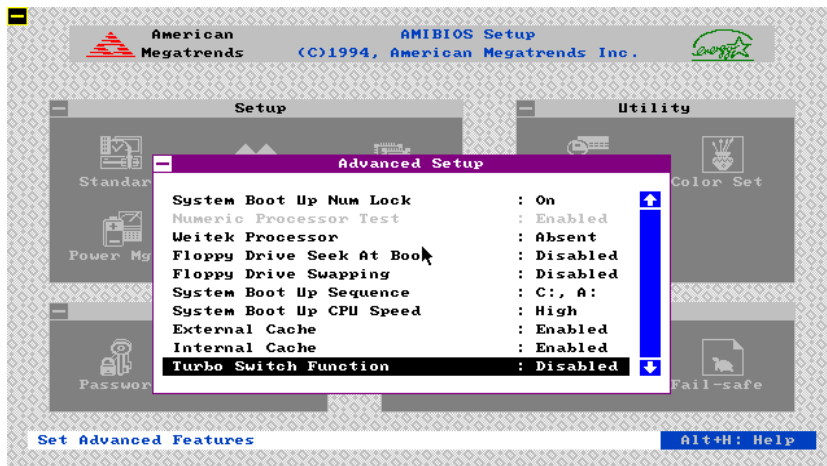 American Megatrends
AMIBIOS Setup
(C)1994, American Megatrends Inc.
energy
Setup
Utility
Advanced Setup
Standar
Color Set
System Boot Up Num Lock : On
Numeric Processor Test : Enabled
Weitek Processor : Absent
Power Mg
Floppy Drive Seek At Boot : Disabled
Floppy Drive Swapping : Disabled
System Boot Up Sequence : C:, A:
System Boot Up CPU Speed : High
External Cache : Enabled
Internal Cache : Enabled
Turbo Switch Function : Disabled
Passwor
Fail-safe
Set Advanced Features
Alt+H: Help